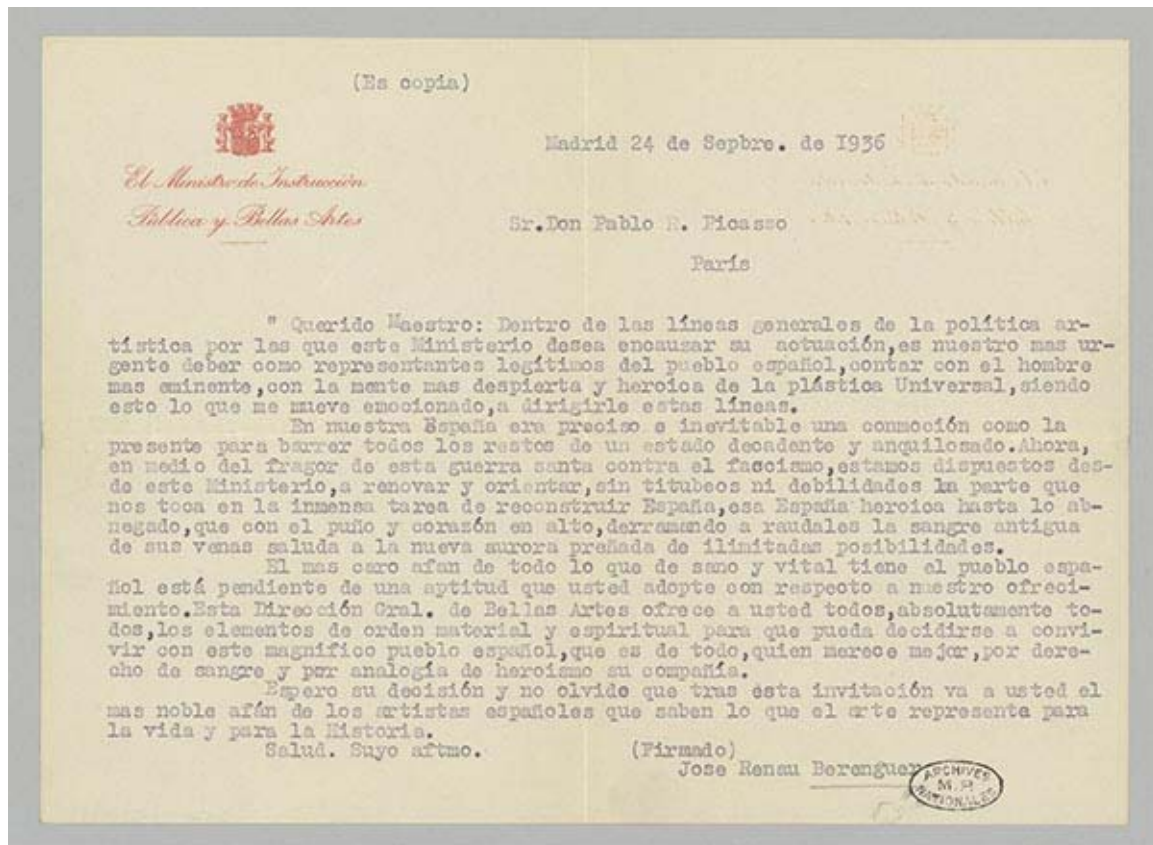 (Es copia)
El Ministro de Instrucción
Pública y Bellas Artes
Madrid 24 de Sepbre. de I936
Sr.Don Pablo R. Picasso
París
" Querido Maestro: Dentro de las líneas generales de la política ar-
tística por las que este Ministerio desea encauzar su actuación,es nuestro mas ur-
gente deber como representantes legítimos del pueblo español,contar con el hombre
mas eminente,con la mente mas despierta y heroica de la plástica Universal,siendo
esto lo que me mueve emocionado,a dirigirle estas líneas.
En nuestra España era preciso e inevitable una conmoción como la
presente para barrer todos los restos de un estado decadente y anquilosado.Ahora,
en medio del fragor de esta guerra santa contra el fascismo,estamos dispuestos des-
de este Ministerio,a renovar y orientar,sin titubeos ni debilidades la parte que
nos toca en la inmensa tarea de reconstruir España,esa España heroica hasta lo ab-
negado,que con el puño y corazón en alto,derramando a raudales la sangre antigua
de sus venas saluda a la nueva aurora preñada de ilimitadas posibilidades.
El mas caro afan de todo lo que de sano y vital tiene el pueblo espa-
ñol está pendiente de una aptitud que usted adopte con respecto a nuestro ofreci-
miento.Esta Dirección Gral. de Bellas Artes ofrece a usted todos,absolutamente to-
dos,los elementos de orden material y espiritual para que pueda decidirse a convi-
vir con este magnifico pueblo español,que es de todo,quien merece mejor,por dere-
cho de sangre y por analogía de heroismo su compañía.
Espero su decisión y no olvide que tras esta invitación va a usted el
mas noble afán de los artistas españoles que saben lo que el arte representa para
la vida y para la Historia.
Salud. Suyo aftmo. (Firmado)
Jose Renau Berenguer
ARCHIVES
M.P.
NATIONALES